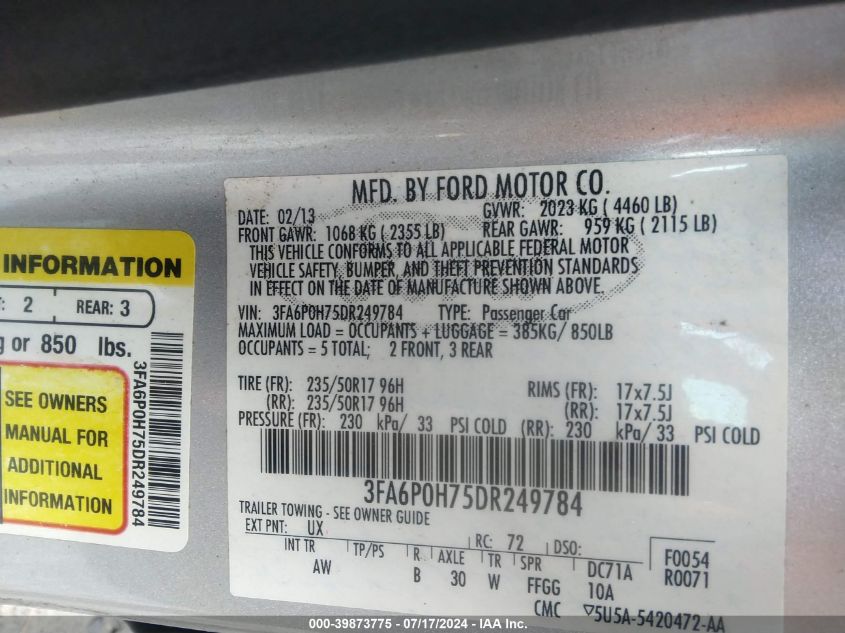 MFD. BY FORD MOTOR CO.
DATE: 02/13 GVWR: 2023 KG ( 4460 LB)
FRONT GAWR: 1068 KG ( 2355 LB) REAR GAWR: 959 KG ( 2115 LB)
THIS VEHICLE CONFORMS TO ALL APPLICABLE FEDERAL MOTOR
VEHICLE SAFETY, BUMPER, AND THEFT PREVENTION STANDARDS
IN EFFECT ON THE DATE OF MANUFACTURE SHOWN ABOVE.
VIN: 3FA6P0H75DR249784 TYPE: Passenger Car
MAXIMUM LOAD = OCCUPANTS + LUGGAGE = 385KG/ 850LB
OCCUPANTS = 5 TOTAL; 2 FRONT, 3 REAR
TIRE (FR): 235/50R17 96H RIMS (FR): 17x7.5J
(RR): 235/50R17 96H (RR): 17x7.5J
PRESSURE (FR): 230 kPa/ 33 PSI COLD (RR): 230 kPa/ 33 PSI COLD
3FA6P0H75DR249784
TRAILER TOWING - SEE OWNER GUIDE
EXT PNT: UX RC: 72 DSO: F0054
INT TR TP/PS R AXLE TR SPR DC71A R0071
AW B 30 W FFGG 10A
CMC ▽5U5A-5420472-AA
INFORMATION
: 2 REAR: 3
g or 850 lbs.
SEE OWNERS
MANUAL FOR
ADDITIONAL
INFORMATION
3FA6P0H75DR249784
000-39873775 - 07/17/2024 - IAA Inc.